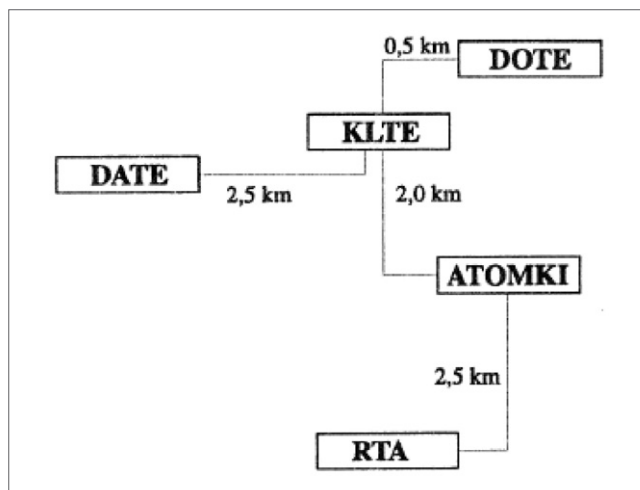 0,5 km
DOTE
KLTE
DATE
2,5 km
2,0 km
ATOMKI
2,5 km
RTA